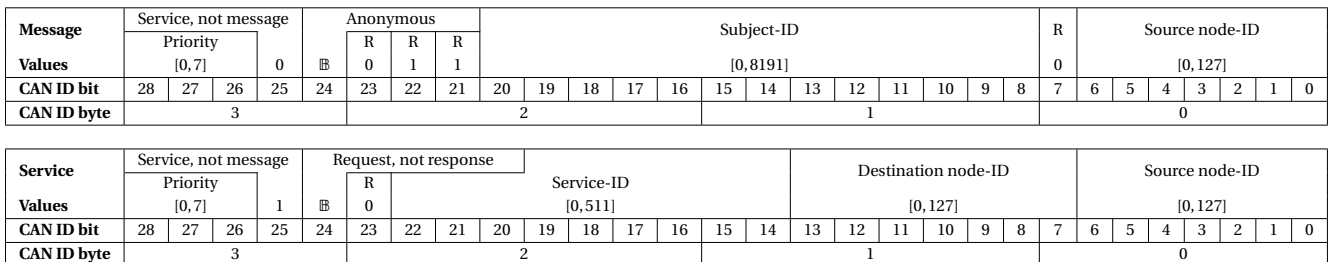 Message Service, not message Anonymous Subject-ID R Source node-ID
Priority R R R
Values [0,7] 0 𝔹 0 1 1 [0,8191] 0 [0,127]
CAN ID bit 28 27 26 25 24 23 22 21 20 19 18 17 16 15 14 13 12 11 10 9 8 7 6 5 4 3 2 1 0
CAN ID byte 3 2 1 0
Service Service, not message Request, not response Destination node-ID Source node-ID
Priority R Service-ID
Values [0,7] 1 𝔹 0 [0,511] [0,127] [0,127]
CAN ID bit 28 27 26 25 24 23 22 21 20 19 18 17 16 15 14 13 12 11 10 9 8 7 6 5 4 3 2 1 0
CAN ID byte 3 2 1 0